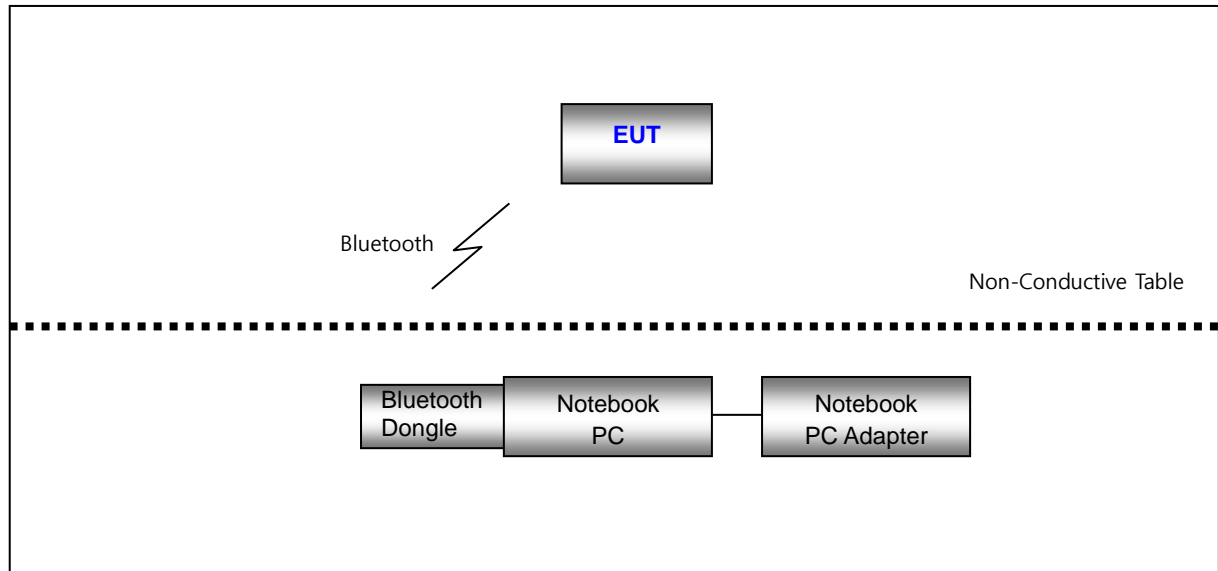 EUT
Bluetooth
Non-Conductive Table
Bluetooth
Dongle
Notebook
PC
Notebook
PC Adapter